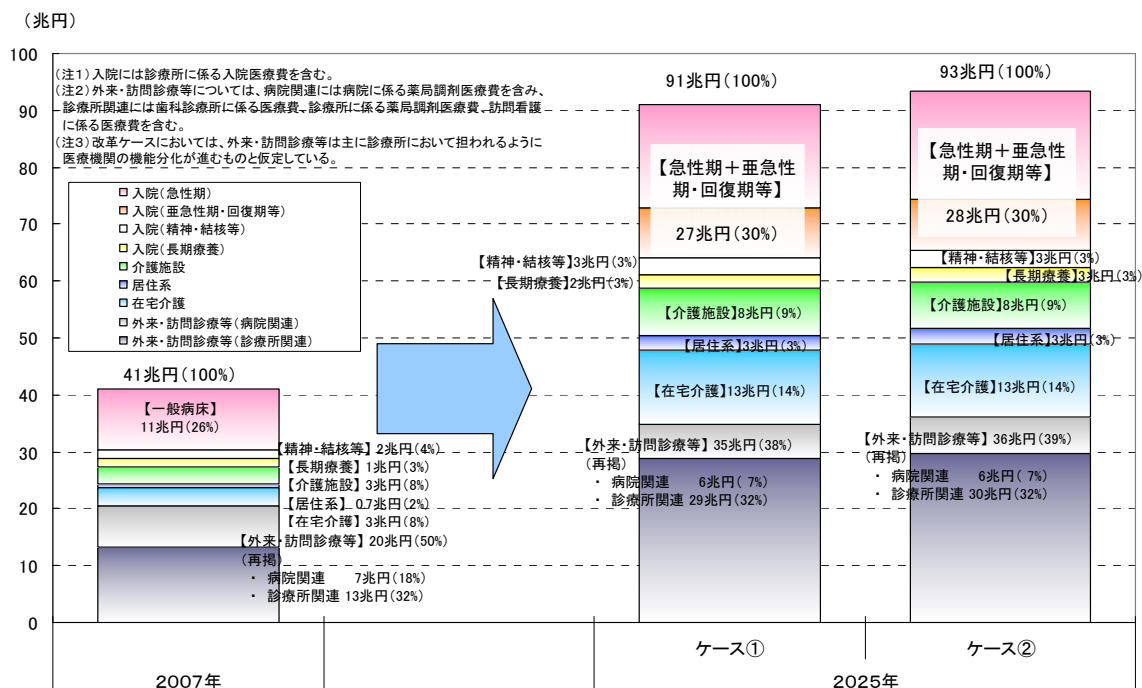 (兆円)
100
90
80
70
60
50
40
30
20
10
0
(注1)入院には診療所に係る入院医療費を含む。
(注2)外来・訪問診療等については、病院関連には病院に係る薬局調剤医療費を含み、
診療所関連には歯科診療所に係る医療費、診療所に係る薬局調剤医療費、訪問看護
に係る医療費を含む。
(注3)改革ケースにおいては、外来・訪問診療等は主に診療所において担われるように
医療機関の機能分化が進むものと仮定している。
入院(急性期)
入院(亜急性期・回復期等)
入院(精神・結核等)
入院(長期療養)
介護施設
居住系
在宅介護
外来・訪問診療等(病院関連)
外来・訪問診療等(診療所関連)
41兆円(100%)
【一般病床】
11兆円(26%)
【精神・結核等】 2兆円(4%)
【長期療養】 1兆円(3%)
【介護施設】 3兆円(8%)
【居住系】 0.7兆円(2%)
【在宅介護】 3兆円(8%)
【外来・訪問診療等】 20兆円(50%)
(再掲)
・ 病院関連 7兆円(18%)
・ 診療所関連 13兆円(32%)
91兆円(100%)
【急性期+亜急性
期・回復期等】
27兆円(30%)
【精神・結核等】3兆円(3%)
【長期療養】2兆円(3%)
【介護施設】8兆円(9%)
【居住系】3兆円(3%)
【在宅介護】13兆円(14%)
【外来・訪問診療等】 35兆円(38%)
(再掲)
・ 病院関連 6兆円( 7%)
・ 診療所関連 29兆円(32%)
93兆円(100%)
【急性期+亜急性
期・回復期等】
28兆円(30%)
【精神・結核等】3兆円(3%)
【長期療養】3兆円(3%)
【介護施設】8兆円(9%)
【居住系】3兆円(3%)
【在宅介護】13兆円(14%)
【外来・訪問診療等】 36兆円(39%)
(再掲)
・ 病院関連 6兆円( 7%)
・ 診療所関連 30兆円(32%)
ケース①
ケース②
2007年
2025年